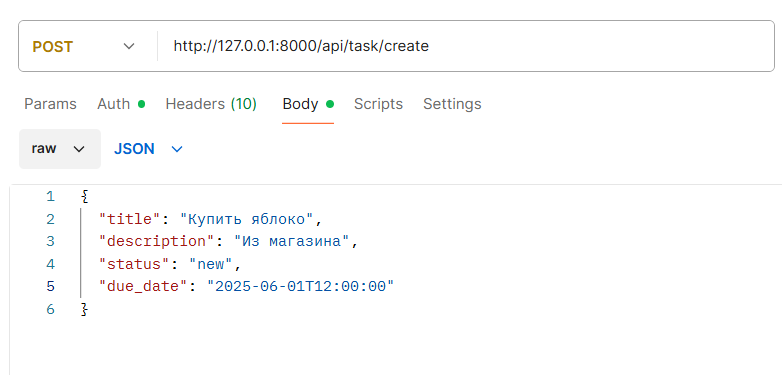 POST http://127.0.0.1:8000/api/task/create
Params Auth Headers (10) Body Scripts Settings
raw JSON
1 {
2 "title": "Купить яблоко",
3 "description": "Из магазина",
4 "status": "new",
5 "due_date": "2025-06-01T12:00:00"
6 }